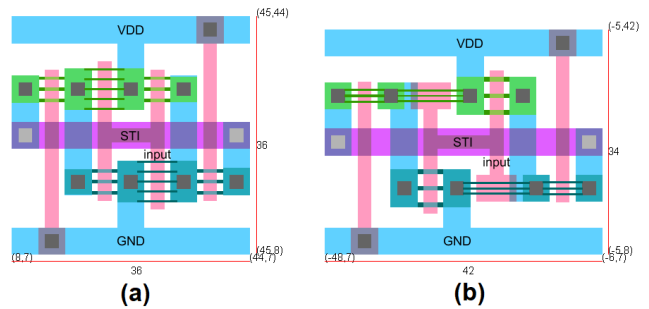 (45,44)
VDD
STI
36
input
GND
(45,8)
(8,7)
(44,7)
36
(a)
(-5,42)
VDD
STI
34
input
GND
(-5,8)
(-48,7)
(-6,7)
42
(b)